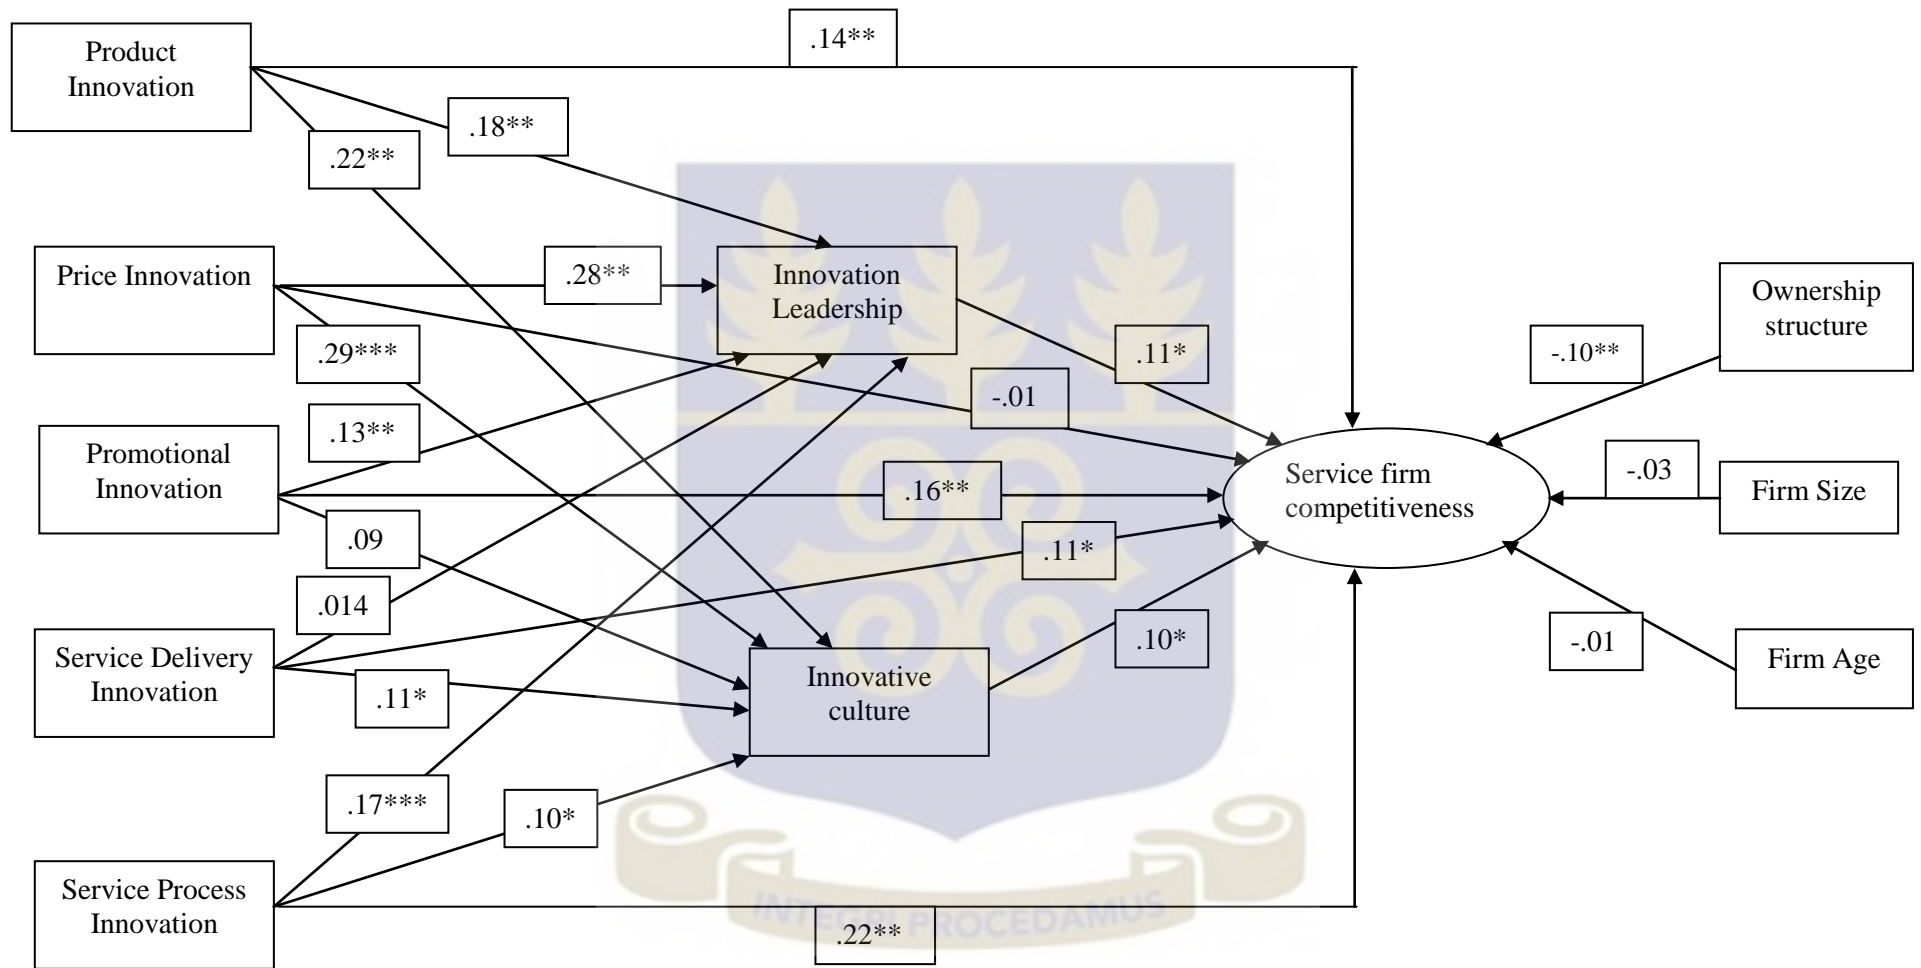 Product
Innovation
.14**
.18**
.22**
Price Innovation
.28**
Innovation
Leadership
Ownership
structure
.29***
.11*
-.10**
-.01
.13**
Promotional
Innovation
.16**
Service firm
competitiveness
-.03
Firm Size
.09
.11*
.014
Service Delivery
Innovation
.10*
-.01
Firm Age
.11*
Innovative
culture
.17***
.10*
Service Process
Innovation
.22**
INTEGRI PROCEDAMUS